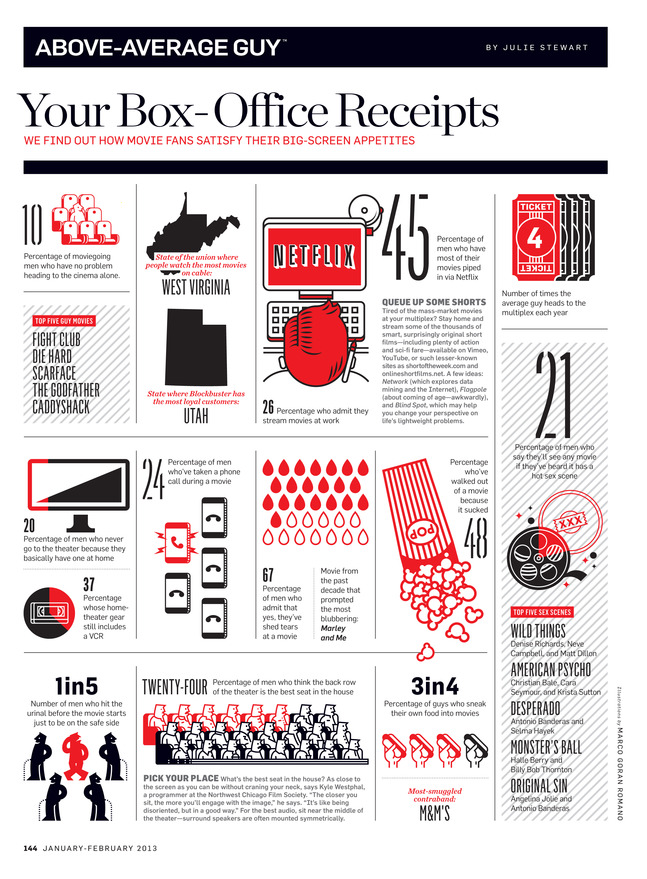 ABOVE-AVERAGE GUY™
BY JULIE STEWART
Your Box-Office Receipts
WE FIND OUT HOW MOVIE FANS SATISFY THEIR BIG-SCREEN APPETITES
10
Percentage of moviegoing
men who have no problem
heading to the cinema alone.
TOP FIVE GUY MOVIES
FIGHT CLUB
DIE HARD
SCARFACE
THE GODFATHER
CADDYSHACK
State of the union where
people watch the most movies
on cable:
WEST VIRGINIA
State where Blockbuster has
the most loyal customers:
UTAH
NETFLIX
26 Percentage who admit they
stream movies at work
45
Percentage of
men who have
most of their
movies piped
in via Netflix
QUEUE UP SOME SHORTS
Tired of the mass-market movies
at your multiplex? Stay home and
stream some of the thousands of
smart, surprisingly original short
films—including plenty of action
and sci-fi fare—available on Vimeo,
YouTube, or such lesser-known
sites as shortoftheweek.com and
onlineshortfilms.net. A few ideas:
Network (which explores data
mining and the Internet), Flagpole
(about coming of age—awkwardly),
and Blind Spot, which may help
you change your perspective on
life's lightweight problems.
TICKET
4
TICKET
Number of times the
average guy heads to the
multiplex each year
21
Percentage of men who
say they'll see any movie
if they've heard it has a
hot sex scene
XXX
TOP FIVE SEX SCENES
WILD THINGS
Denise Richards, Neve
Campbell, and Matt Dillon
AMERICAN PSYCHO
Christian Bale, Cara
Seymour, and Krista Sutton
DESPERADO
Antonio Banderas and
Selma Hayek
MONSTER'S BALL
Halle Berry and
Billy Bob Thornton
ORIGINAL SIN
Angelina Jolie and
Antonio Banderas
20
Percentage of men who never
go to the theater because they
basically have one at home
37
Percentage
whose home-
theater gear
still includes
a VCR
24
Percentage of men
who've taken a phone
call during a movie
67
Percentage
of men who
admit that
yes, they've
shed tears
at a movie
Movie from
the past
decade that
prompted
the most
blubbering:
Marley
and Me
Percentage
who've
walked out
of a movie
because
it sucked
48
POP
1in5
Number of men who hit the
urinal before the movie starts
just to be on the safe side
TWENTY-FOUR Percentage of men who think the back row
of the theater is the best seat in the house
PICK YOUR PLACE What's the best seat in the house? As close to
the screen as you can be without craning your neck, says Kyle Westphal,
a programmer at the Northwest Chicago Film Society. "The closer you
sit, the more you'll engage with the image," he says. "It's like being
disoriented, but in a good way." For the best audio, sit near the middle of
the theater—surround speakers are often mounted symmetrically.
3in4
Percentage of guys who sneak
their own food into movies
Most-smuggled
contraband:
M&M'S
Illustrations by MARCO GORAN ROMANO
144 JANUARY-FEBRUARY 2013